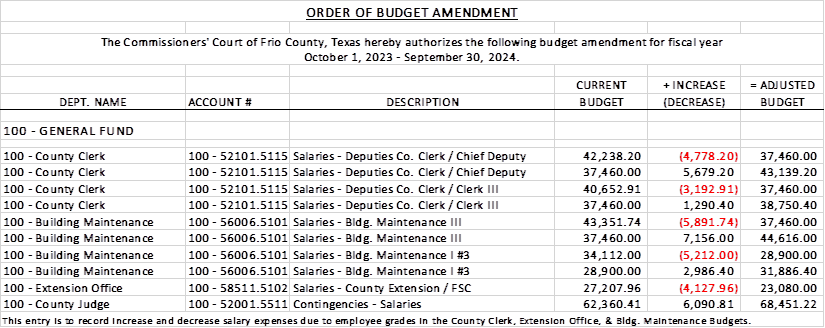 ORDER OF BUDGET AMENDMENT
The Commissioners' Court of Frio County, Texas hereby authorizes the following budget amendment for fiscal year
October 1, 2023 - September 30, 2024.
CURRENT + INCREASE = ADJUSTED
DEPT. NAME ACCOUNT # DESCRIPTION BUDGET (DECREASE) BUDGET
100 - GENERAL FUND
100 - County Clerk 100 - 52101.5115 Salaries - Deputies Co. Clerk / Chief Deputy 42,238.20 (4,778.20) 37,460.00
100 - County Clerk 100 - 52101.5115 Salaries - Deputies Co. Clerk / Chief Deputy 37,460.00 5,679.20 43,139.20
100 - County Clerk 100 - 52101.5115 Salaries - Deputies Co. Clerk / Clerk III 40,652.91 (3,192.91) 37,460.00
100 - County Clerk 100 - 52101.5115 Salaries - Deputies Co. Clerk / Clerk III 37,460.00 1,290.40 38,750.40
100 - Building Maintenance 100 - 56006.5101 Salaries - Bldg. Maintenance III 43,351.74 (5,891.74) 37,460.00
100 - Building Maintenance 100 - 56006.5101 Salaries - Bldg. Maintenance III 37,460.00 7,156.00 44,616.00
100 - Building Maintenance 100 - 56006.5101 Salaries - Bldg. Maintenance I #3 34,112.00 (5,212.00) 28,900.00
100 - Building Maintenance 100 - 56006.5101 Salaries - Bldg. Maintenance I #3 28,900.00 2,986.40 31,886.40
100 - Extension Office 100 - 58511.5102 Salaries - County Extension / FSC 27,207.96 (4,127.96) 23,080.00
100 - County Judge 100 - 52001.5511 Contingencies - Salaries 62,360.41 6,090.81 68,451.22
This entry is to record increase and decrease salary expenses due to employee grades in the County Clerk, Extension Office, & Bldg. Maintenance Budgets.